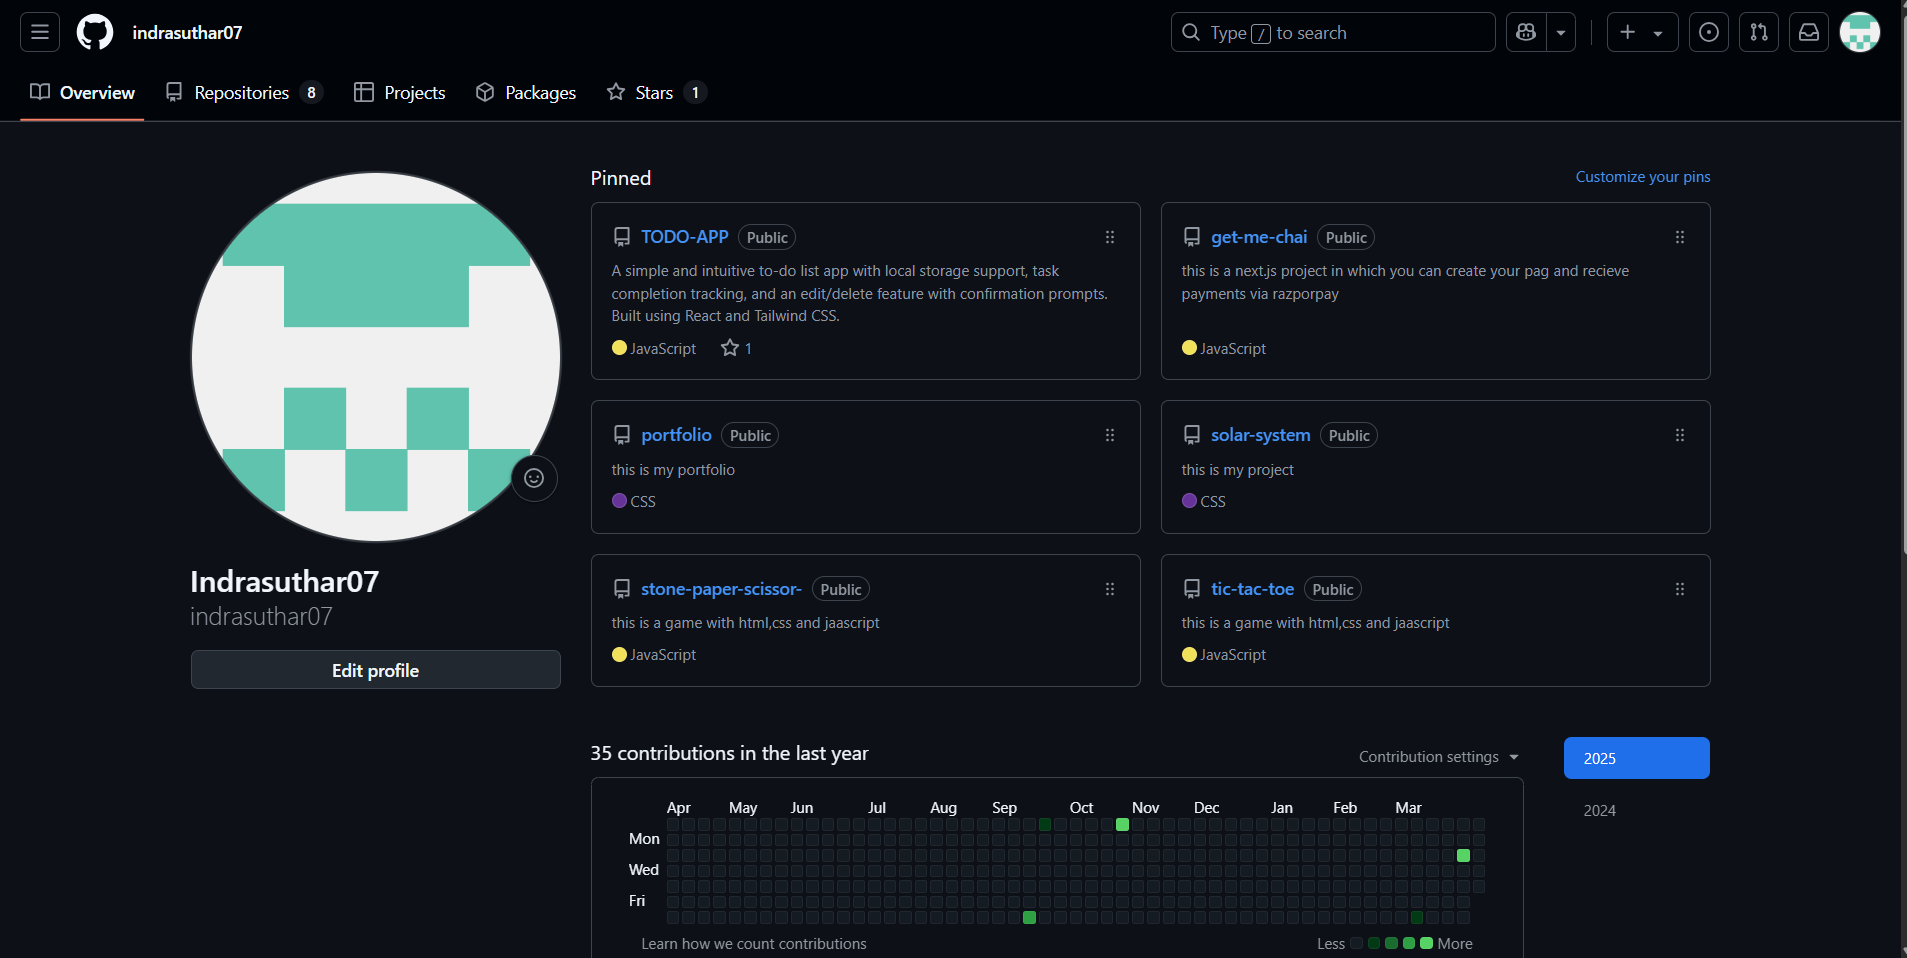 indrasuthar07
Type / to search
Overview
Repositories 8
Projects
Packages
Stars 1
Pinned
Customize your pins
TODO-APP Public
A simple and intuitive to-do list app with local storage support, task
completion tracking, and an edit/delete feature with confirmation prompts.
Built using React and Tailwind CSS.
JavaScript 1
get-me-chai Public
this is a next.js project in which you can create your pag and recieve
payments via razporpay
JavaScript
portfolio Public
this is my portfolio
CSS
solar-system Public
this is my project
CSS
stone-paper-scissor- Public
this is a game with html,css and jaascript
JavaScript
tic-tac-toe Public
this is a game with html,css and jaascript
JavaScript
Indrasuthar07
indrasuthar07
Edit profile
35 contributions in the last year
Contribution settings
2025
2024
Apr May Jun Jul Aug Sep Oct Nov Dec Jan Feb Mar
Mon
Wed
Fri
Learn how we count contributions
Less More